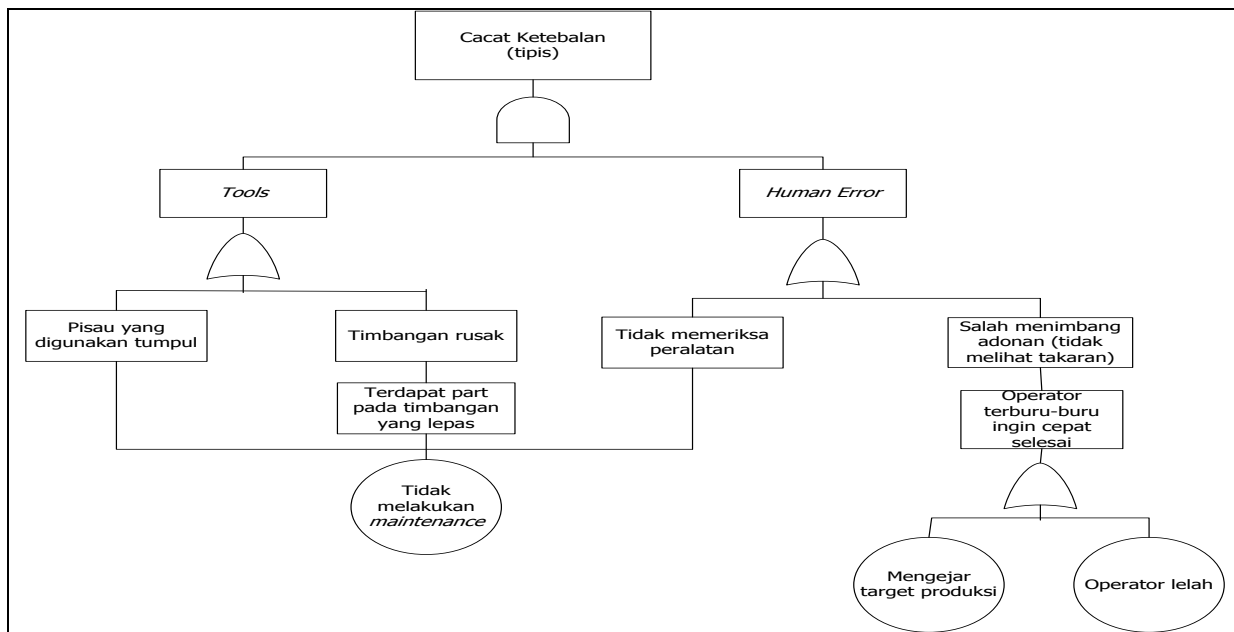 Cacat Ketebalan
(tipis)
Tools
Human Error
Pisau yang
digunakan tumpul
Timbangan rusak
Tidak memeriksa
peralatan
Salah menimbang
adonan (tidak
melihat takaran)
Terdapat part
pada timbangan
yang lepas
Operator
terburu-buru
ingin cepat
selesai
Tidak
melakukan
maintenance
Mengejar
target produksi
Operator lelah